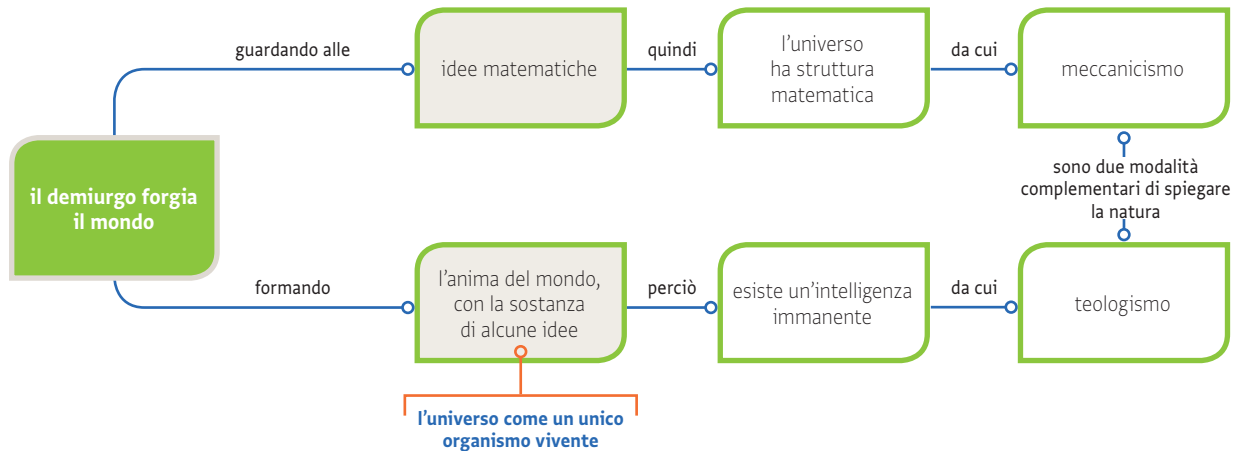 guardando alle
idee matematiche
quindi
l'universo
ha struttura
matematica
da cui
meccanicismo
il demiurgo forgia
il mondo
sono due modalità
complementari di spiegare
la natura
formando
l'anima del mondo,
con la sostanza
di alcune idee
perciò
esiste un'intelligenza
immanente
da cui
teologismo
l'universo come un unico
organismo vivente